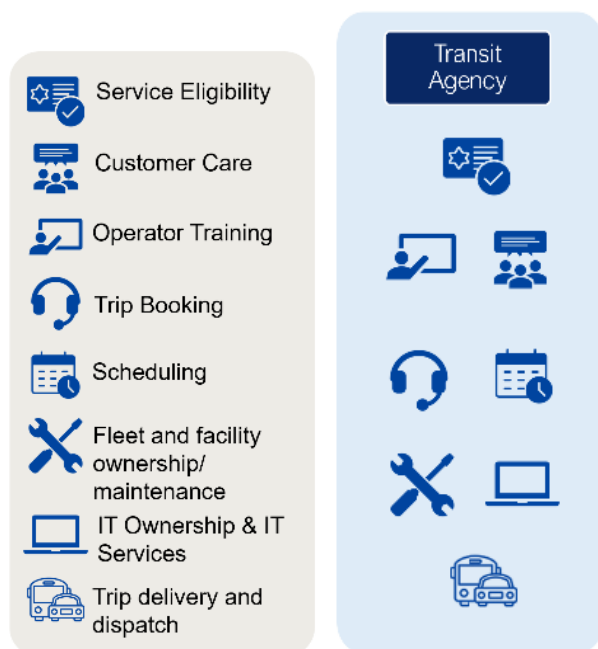 Service Eligibility
Customer Care
Operator Training
Trip Booking
Scheduling
Fleet and facility
ownership/
maintenance
IT Ownership & IT
Services
Trip delivery and
dispatch
Transit
Agency